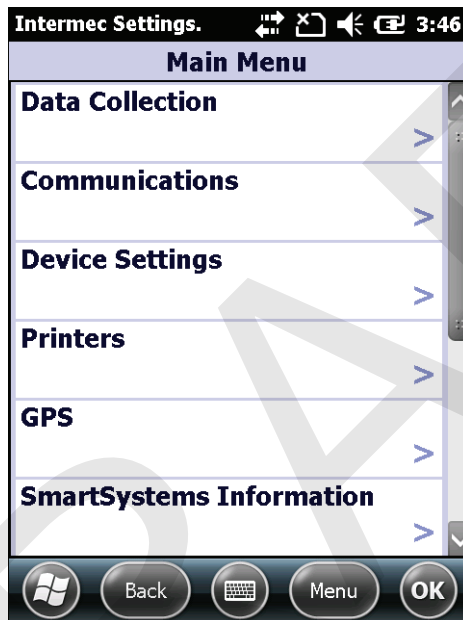 Intermec Settings. 3:46
Main Menu
Data Collection
>
Communications
>
Device Settings
>
Printers
>
GPS
>
SmartSystems Information
>
Back Menu OK